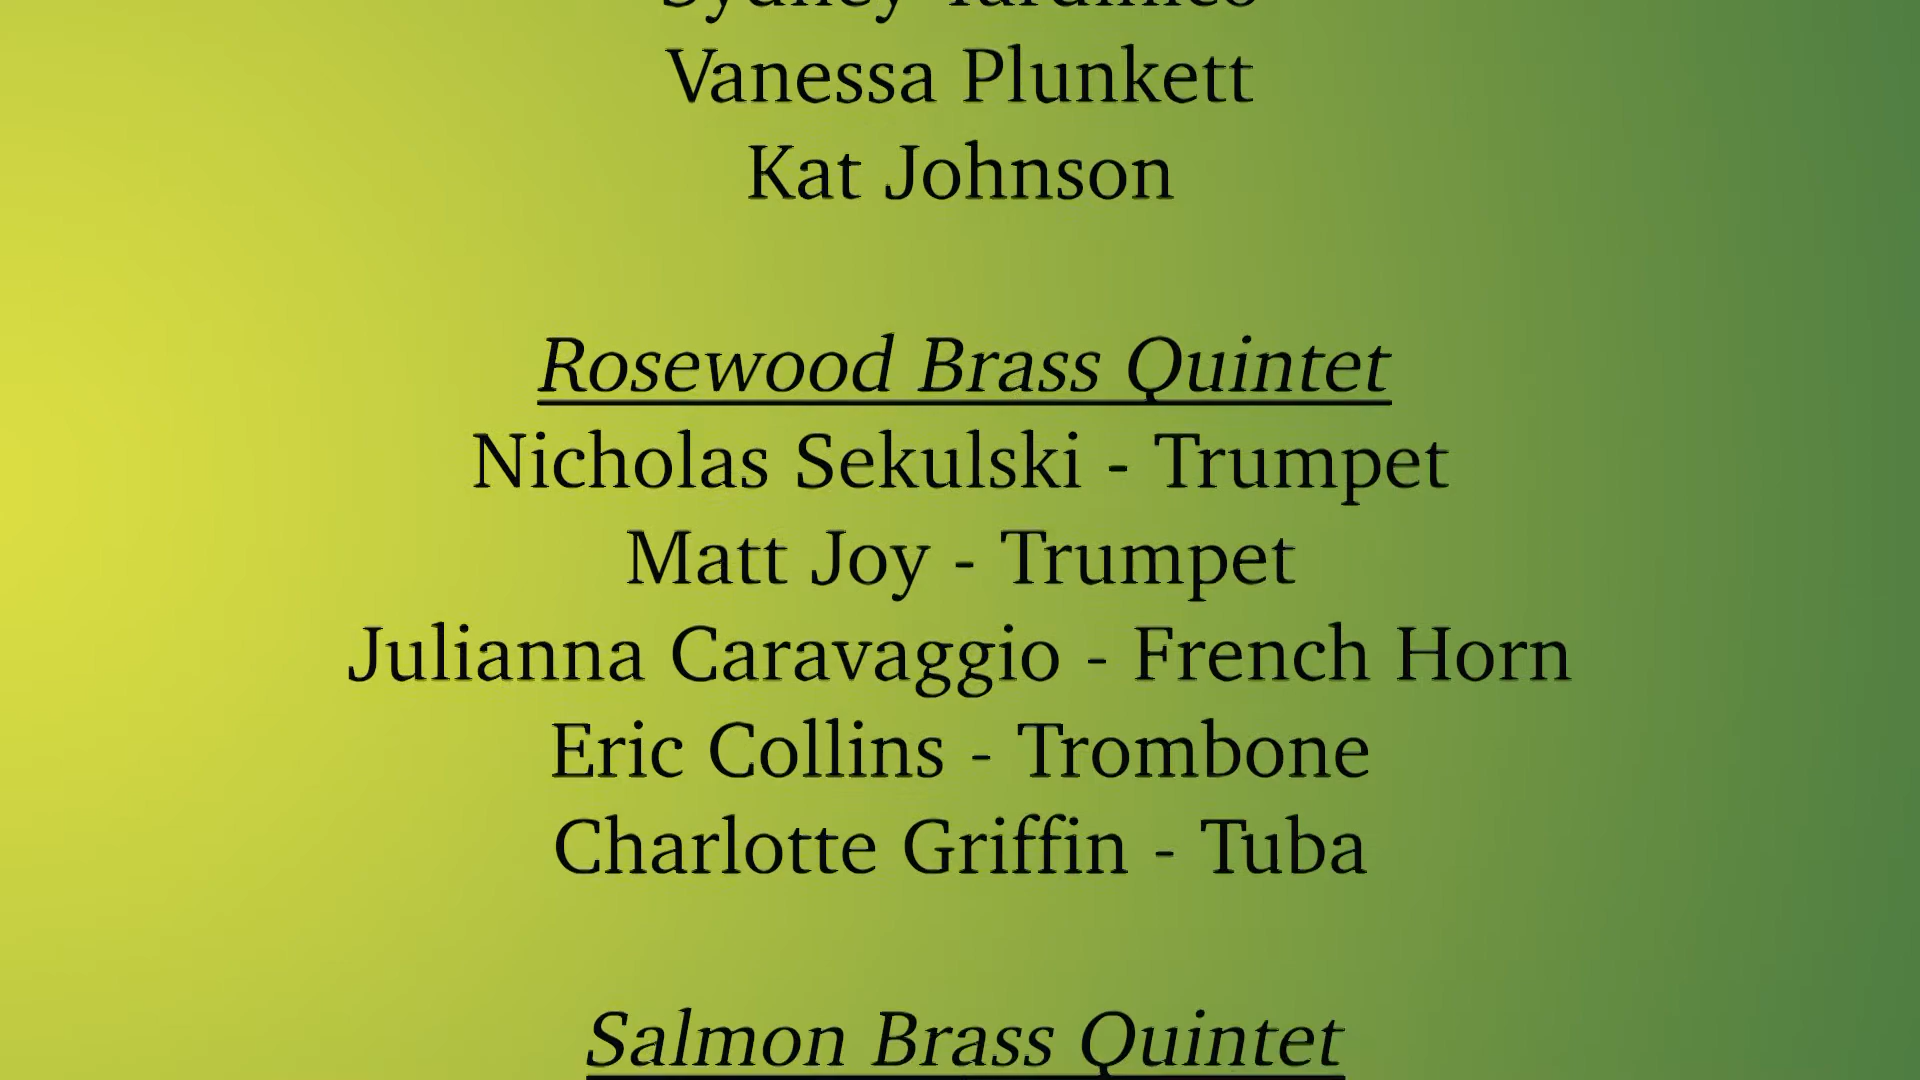 Sydney
Vanessa Plunkett
Kat Johnson
Rosewood Brass Quintet
Nicholas Sekulski - Trumpet
Matt Joy - Trumpet
Julianna Caravaggio - French Horn
Eric Collins - Trombone
Charlotte Griffin - Tuba
Salmon Brass Quintet